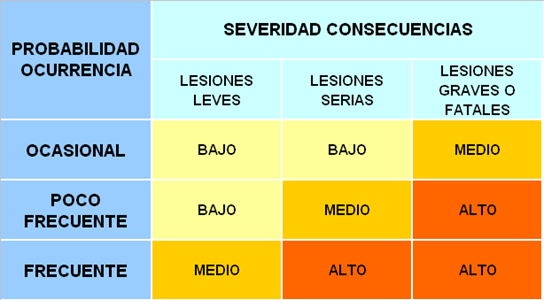 PROBABILIDAD
OCURRENCIA
SEVERIDAD CONSECUENCIAS
LESIONES
LEVES
LESIONES
SERIAS
LESIONES
GRAVES O
FATALES
OCASIONAL
BAJO
BAJO
MEDIO
POCO
FRECUENTE
BAJO
MEDIO
ALTO
FRECUENTE
MEDIO
ALTO
ALTO